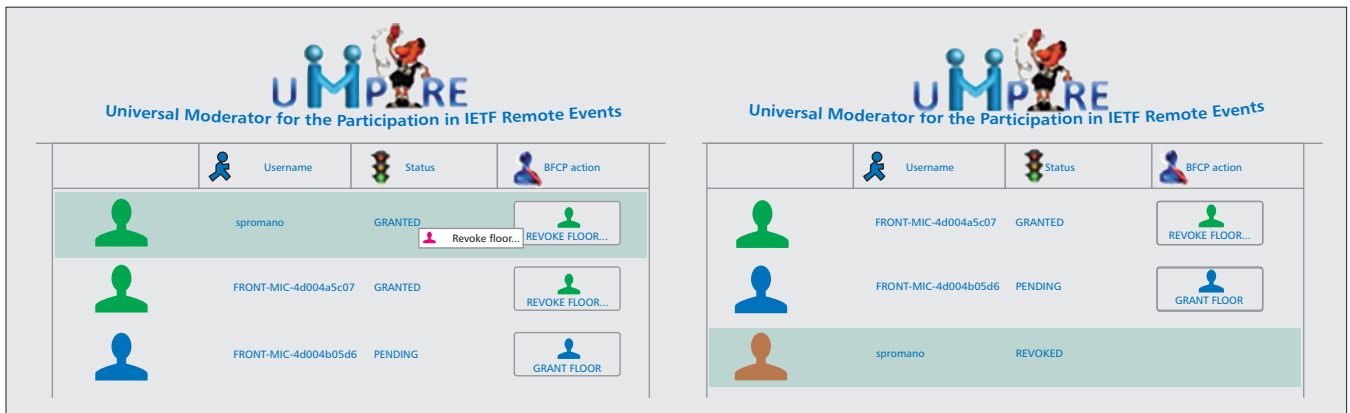 UMPIRE
Universal Moderator for the Participation in IETF Remote Events
Username Status BFCP action
spromano GRANTED REVOKE FLOOR...
Revoke floor...
FRONT-MIC-4d004a5c07 GRANTED REVOKE FLOOR...
FRONT-MIC-4d004b05d6 PENDING GRANT FLOOR
UMPIRE
Universal Moderator for the Participation in IETF Remote Events
Username Status BFCP action
FRONT-MIC-4d004a5c07 GRANTED REVOKE FLOOR...
FRONT-MIC-4d004b05d6 PENDING GRANT FLOOR
spromano REVOKED